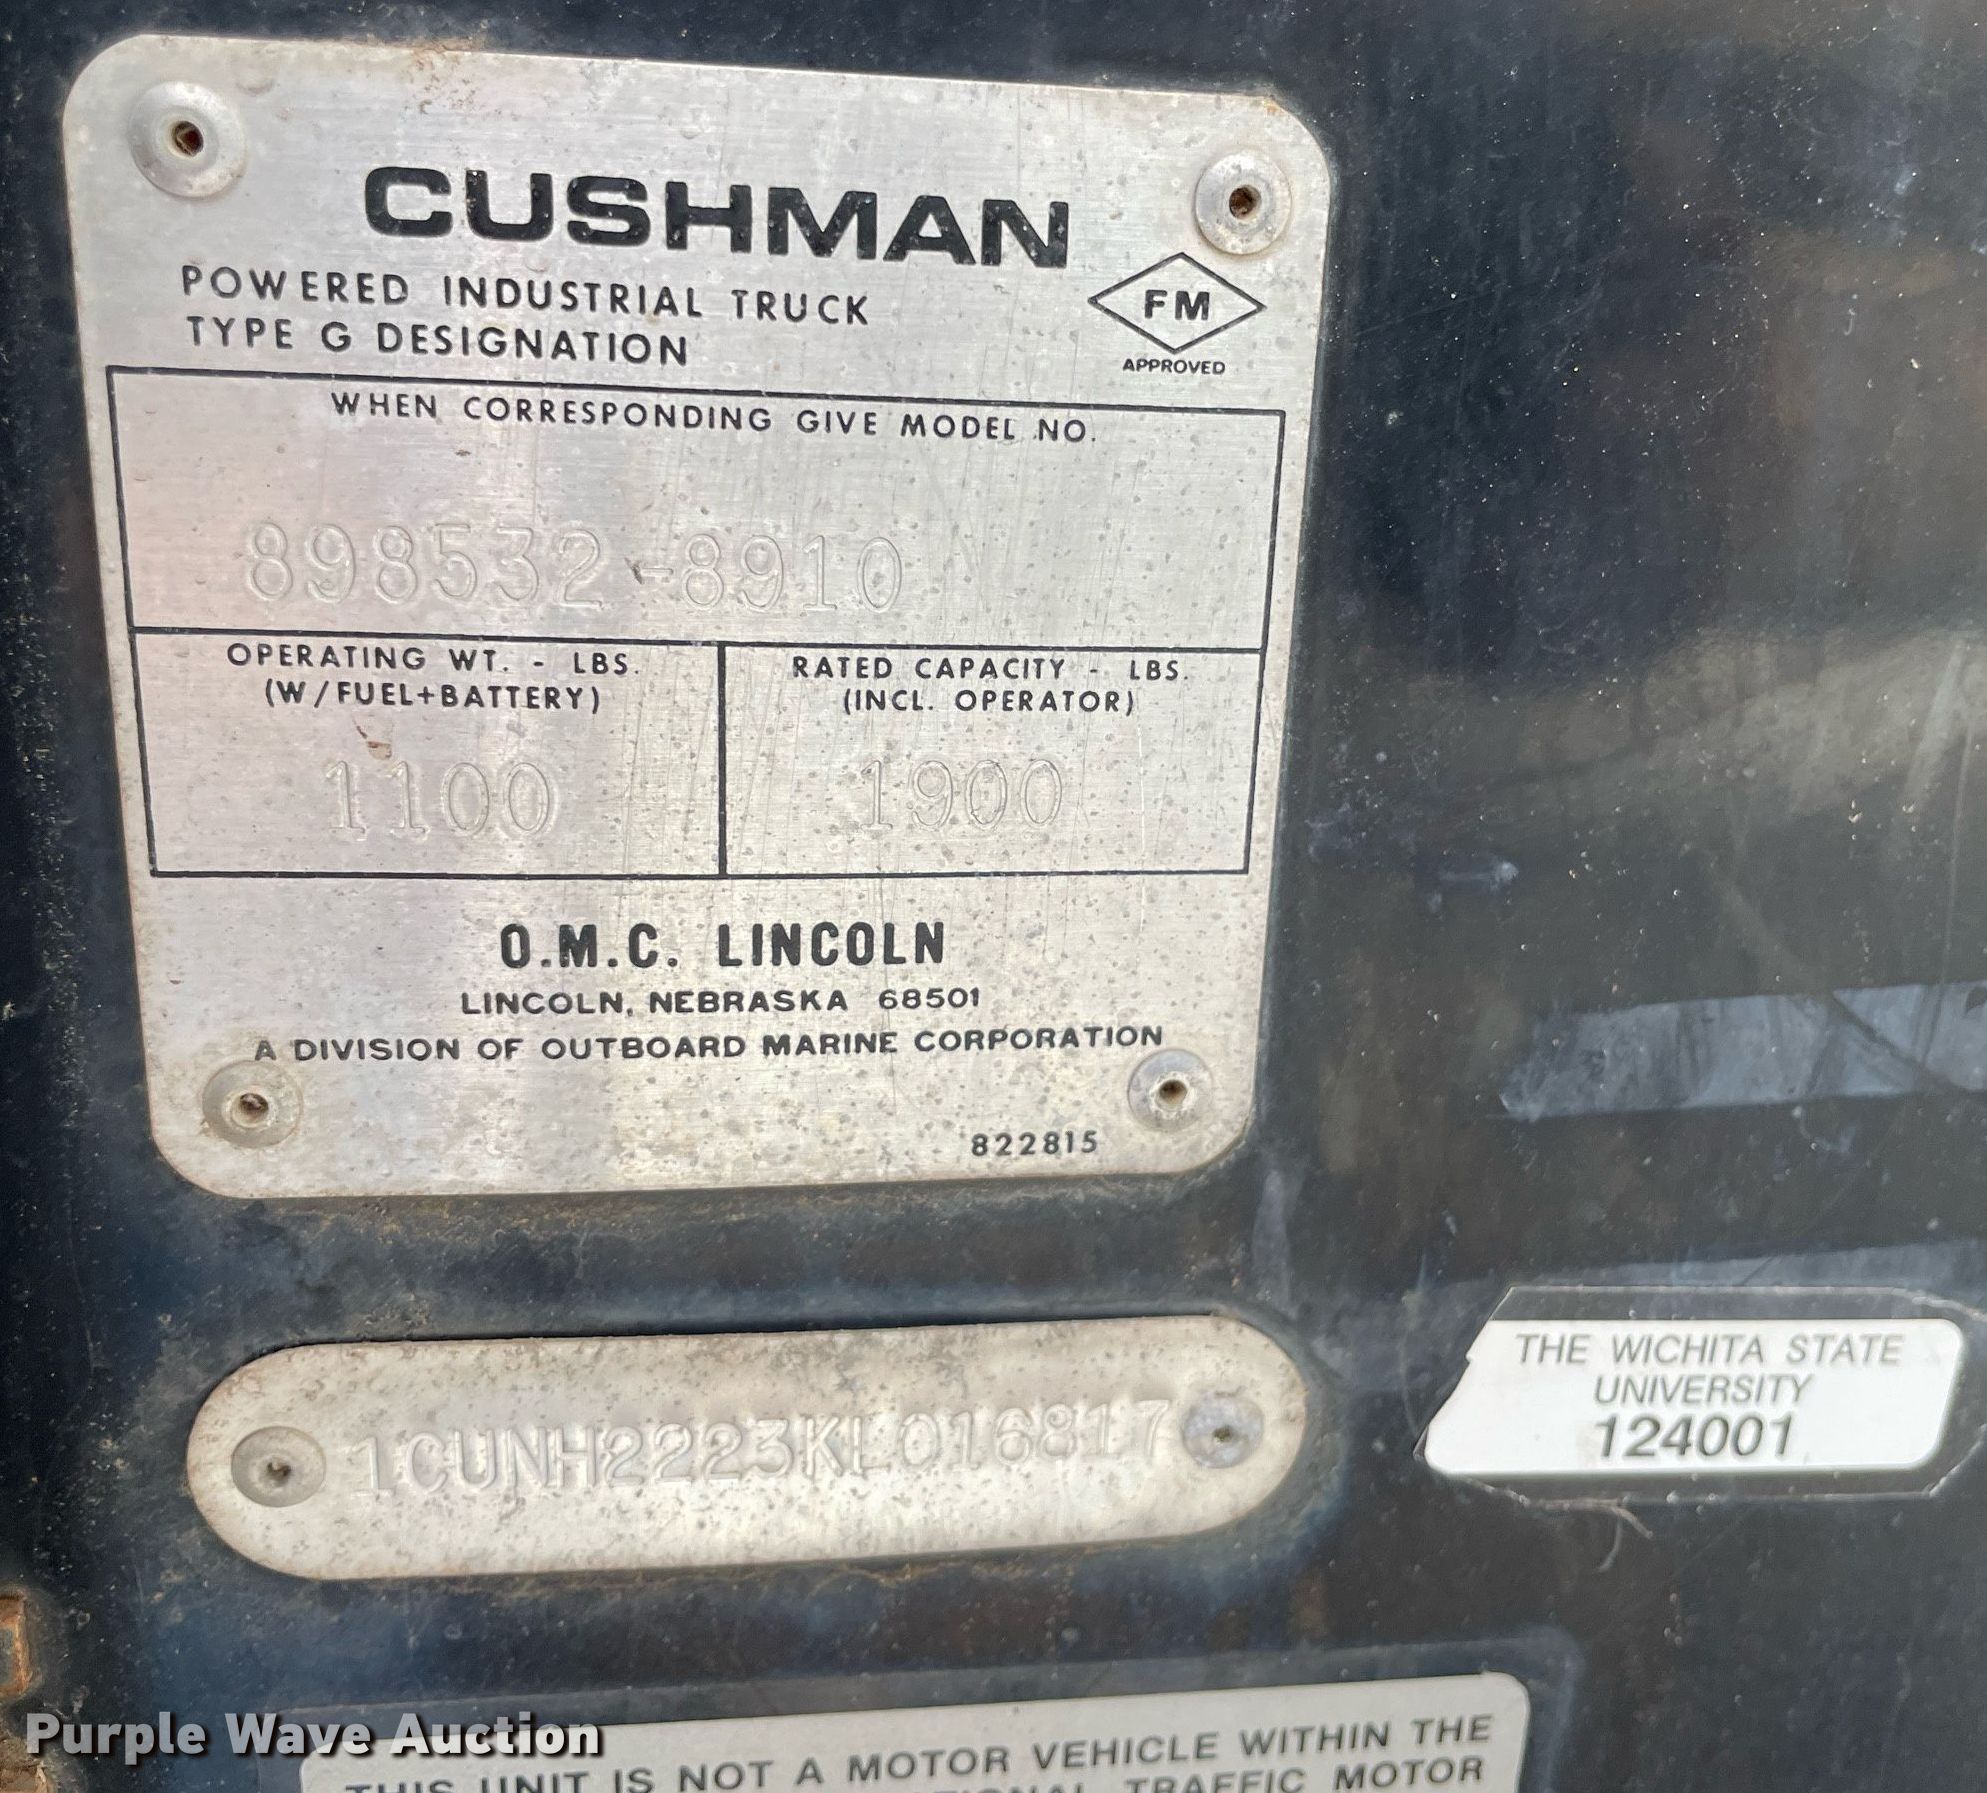 CUSHMAN
POWERED INDUSTRIAL TRUCK
TYPE G DESIGNATION
FM
APPROVED
WHEN CORRESPONDING GIVE MODEL NO.
898532-8910
OPERATING WT. - LBS.
(W/FUEL+BATTERY)
1100
RATED CAPACITY - LBS.
(INCL. OPERATOR)
1900
O.M.C. LINCOLN
LINCOLN, NEBRASKA 68501
A DIVISION OF OUTBOARD MARINE CORPORATION
822815
1CUNH2223KL016817
THE WICHITA STATE
UNIVERSITY
124001
THIS UNIT IS NOT A MOTOR VEHICLE WITHIN THE
TRAFFIC MOTOR
Purple Wave Auction